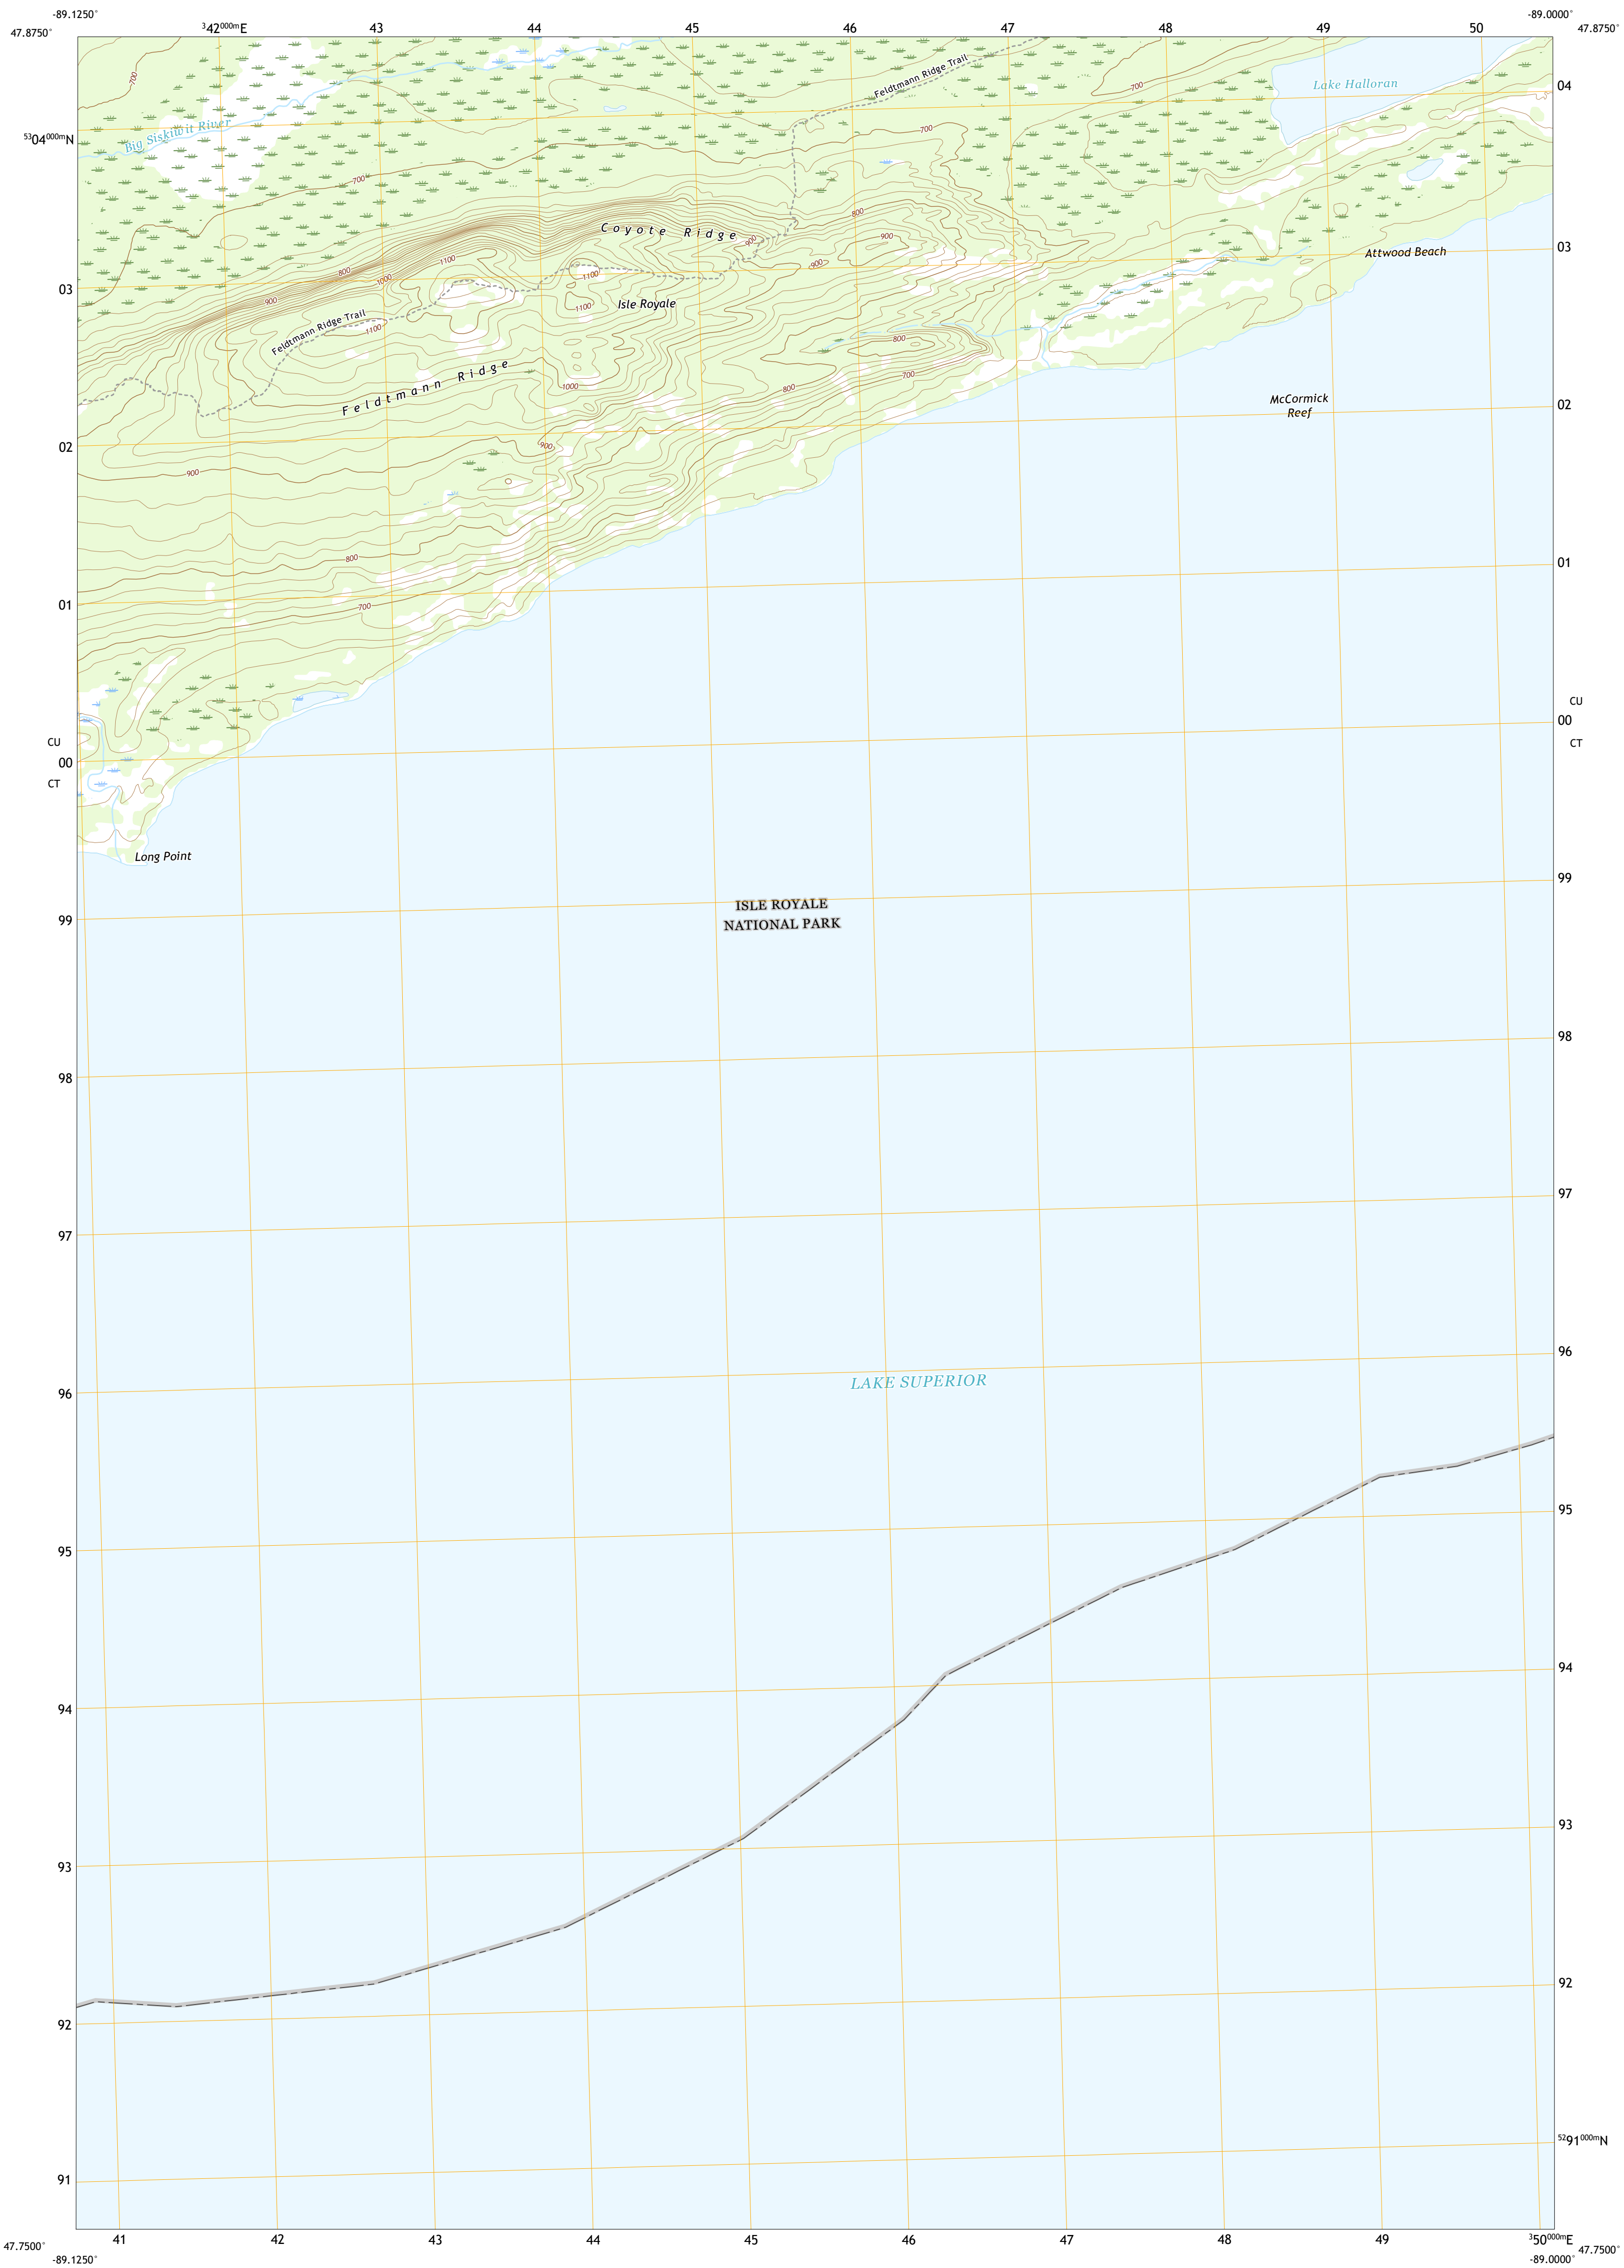 -89.1250°
-89.0000°
47.8750°
³42⁰⁰⁰ᵐE 43 44 45 46 47 48 49 50
47.8750°
Feldtmann Ridge Trail
700
Lake Halloran
700
04
Big Siskiwit River
⁵³04⁰⁰⁰ᵐN
700
700
800
Coyote Ridge
900
900
03
Attwood Beach
1100
900
800
1000
1100
03
900
1100
Isle Royale
Feldtmann Ridge Trail
1100
800
Feldtmann Ridge
700
1000
800
McCormick
Reef
02
02
900
900
800
01
01
700
CU
00
CT
CU
00
CT
Long Point
ISLE ROYALE
NATIONAL PARK
99
99
98
98
97
97
LAKE SUPERIOR
96
96
95
95
94
94
93
93
92
92
⁵²91⁰⁰⁰ᵐN
91
41 42 43 44 45 46 47 48 49 ³50⁰⁰⁰ᵐE
47.7500°
47.7500°
-89.1250°
-89.0000°